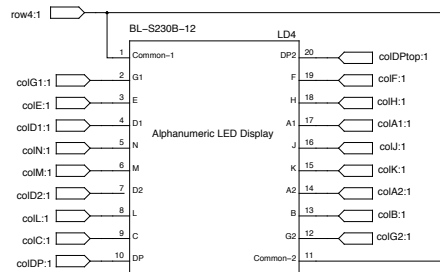 row4:1
BL-S230B-12 LD4
1 Common-1 DP2 20 colDPtop:1
colG1:1 2 G1 F 19 colF:1
colE:1 3 E H 18 colH:1
colD1:1 4 D1 A1 17 colA1:1
colN:1 5 N Alphanumeric LED Display J 16 colJ:1
colM:1 6 M K 15 colK:1
colD2:1 7 D2 A2 14 colA2:1
colL:1 8 L B 13 colB:1
colC:1 9 C G2 12 colG2:1
colDP:1 10 DP Common-2 11